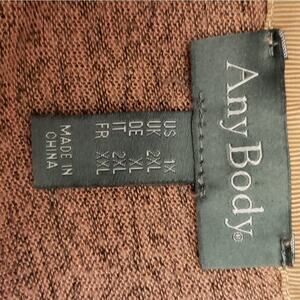 Any Body®
US 1X
UK 2XL
DE XL
IT 2XL
FR XXL
MADE IN
CHINA